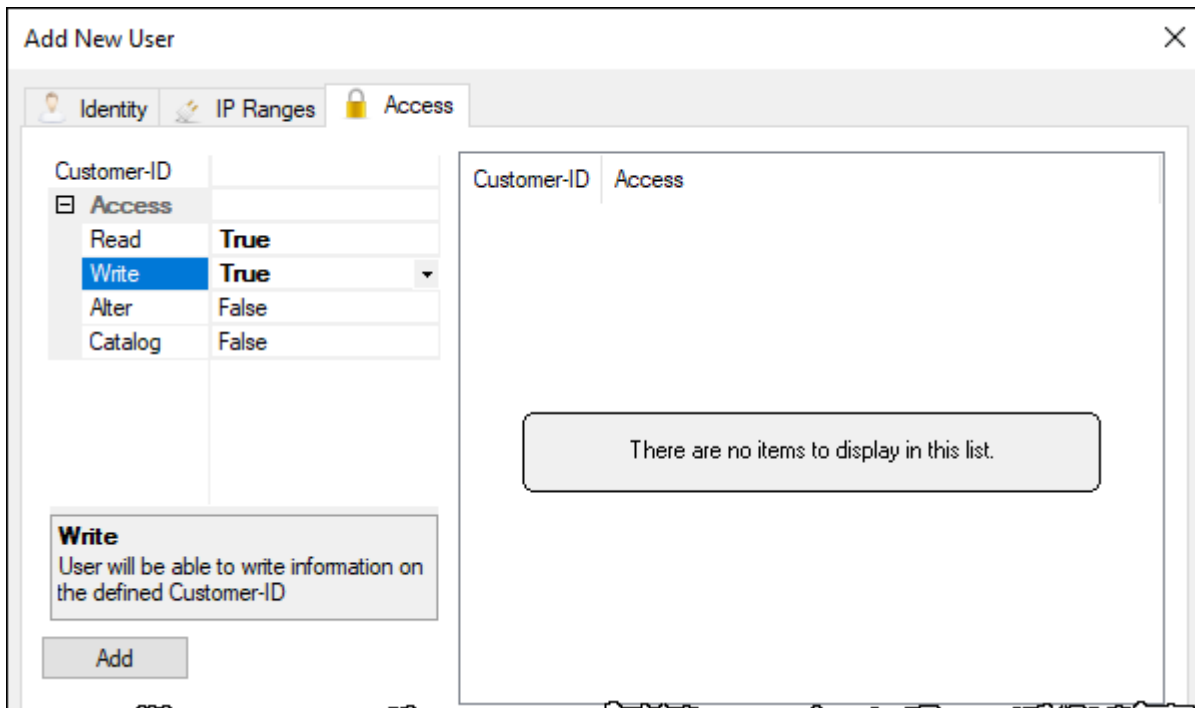 Add New User
Identity
IP Ranges
Access
Customer-ID
Access
Read True
Write True
Alter False
Catalog False
Write
User will be able to write information on
the defined Customer-ID
Add
Customer-ID Access
There are no items to display in this list.